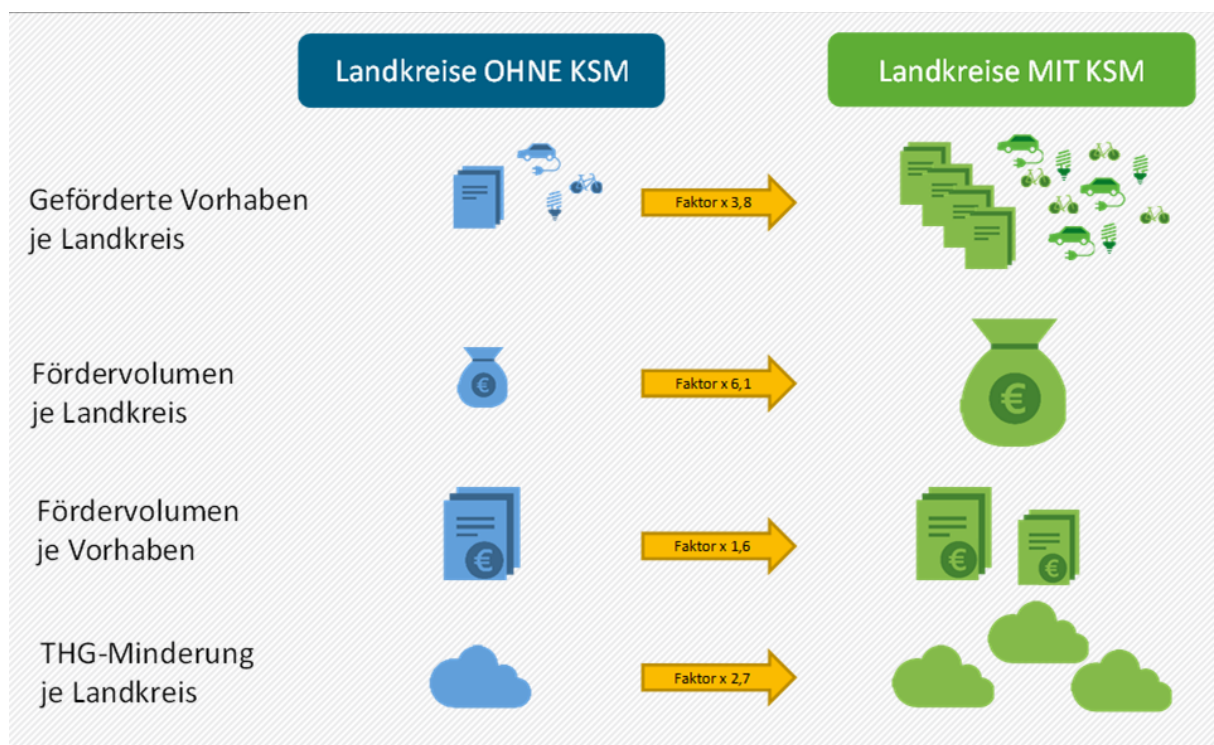 Landkreise OHNE KSM
Landkreise MIT KSM
Geförderte Vorhaben
je Landkreis
Faktor x 3,8
Fördervolumen
je Landkreis
€
Faktor x 6,1
€
Fördervolumen
je Vorhaben
€
Faktor x 1,6
€
€
THG-Minderung
je Landkreis
Faktor x 2,7